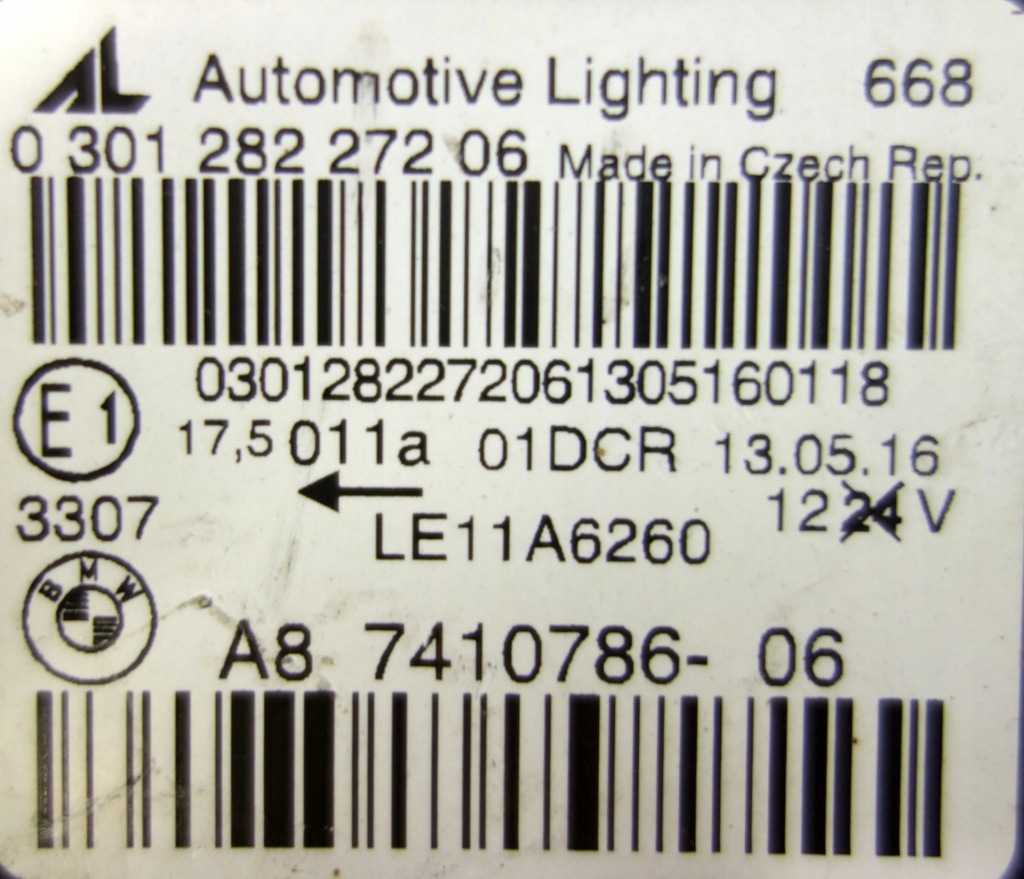 AL Automotive Lighting 668
0 301 282 272 06 Made in Czech Rep.
0301282272061305160118
E1 17,5 011a 01DCR 13.05.16
3307 LE11A6260 12 24 V
BMW
A8 7410786- 06